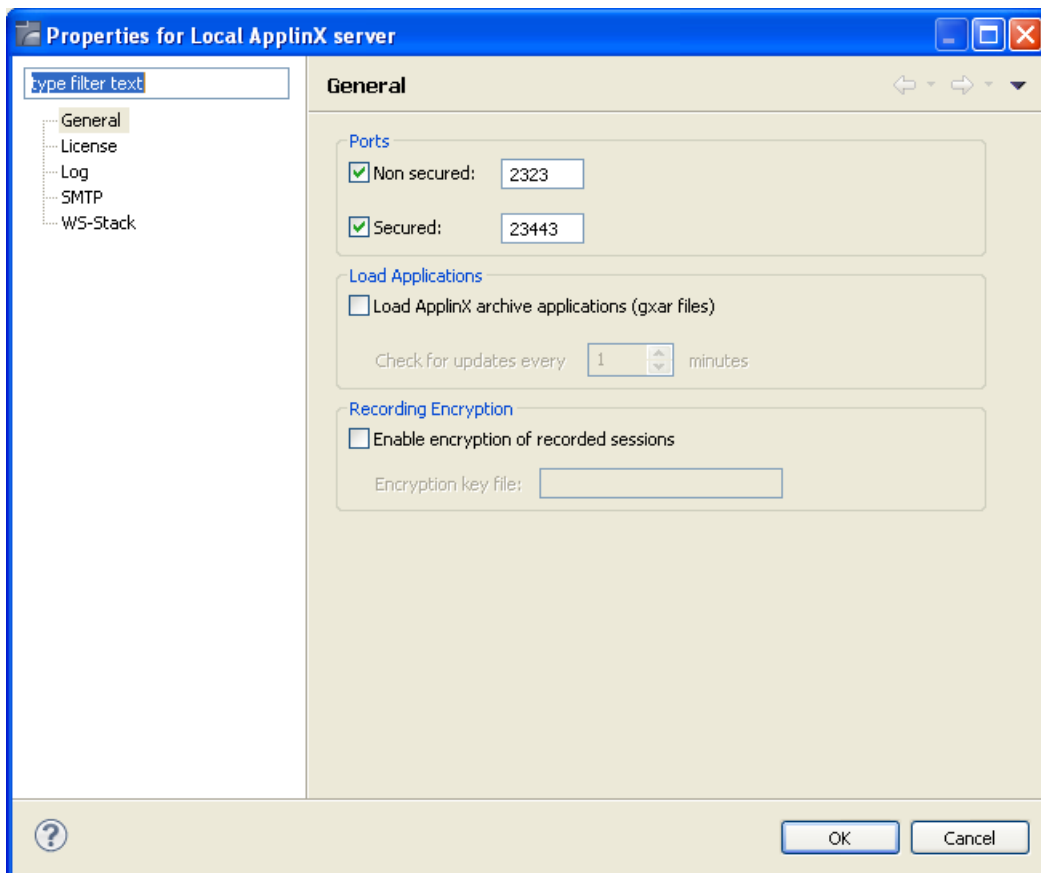 Properties for Local ApplinX server
type filter text
General
License
Log
SMTP
WS-Stack
General
Ports
Non secured: 2323
Secured: 23443
Load Applications
Load ApplinX archive applications (gxar files)
Check for updates every 1 minutes
Recording Encryption
Enable encryption of recorded sessions
Encryption key file:
?
OK Cancel